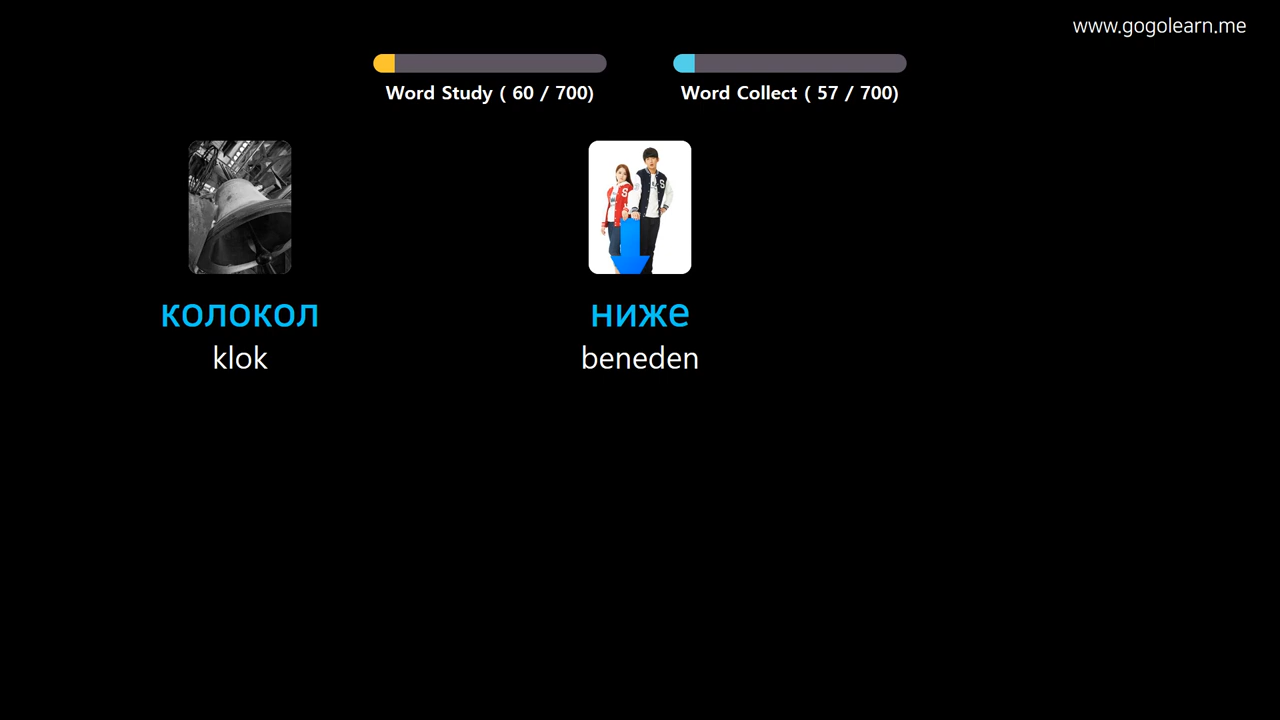 www.gogolearn.me
Word Study ( 60 / 700)
Word Collect ( 57 / 700)
колокол
klok
ниже
beneden